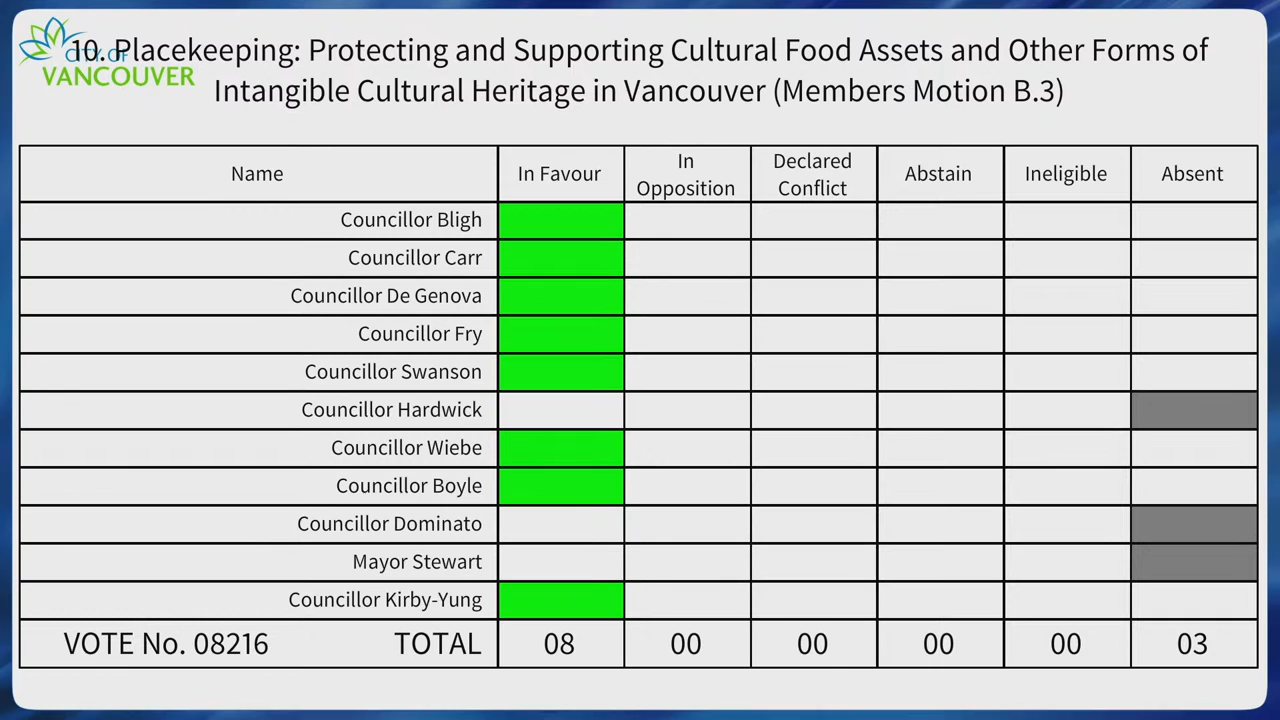 CITY OF
VANCOUVER
10. Placekeeping: Protecting and Supporting Cultural Food Assets and Other Forms of
Intangible Cultural Heritage in Vancouver (Members Motion B.3)
Name In Favour In Opposition Declared Conflict Abstain Ineligible Absent
Councillor Bligh
Councillor Carr
Councillor De Genova
Councillor Fry
Councillor Swanson
Councillor Hardwick
Councillor Wiebe
Councillor Boyle
Councillor Dominato
Mayor Stewart
Councillor Kirby-Yung
VOTE No. 08216 TOTAL 08 00 00 00 00 03